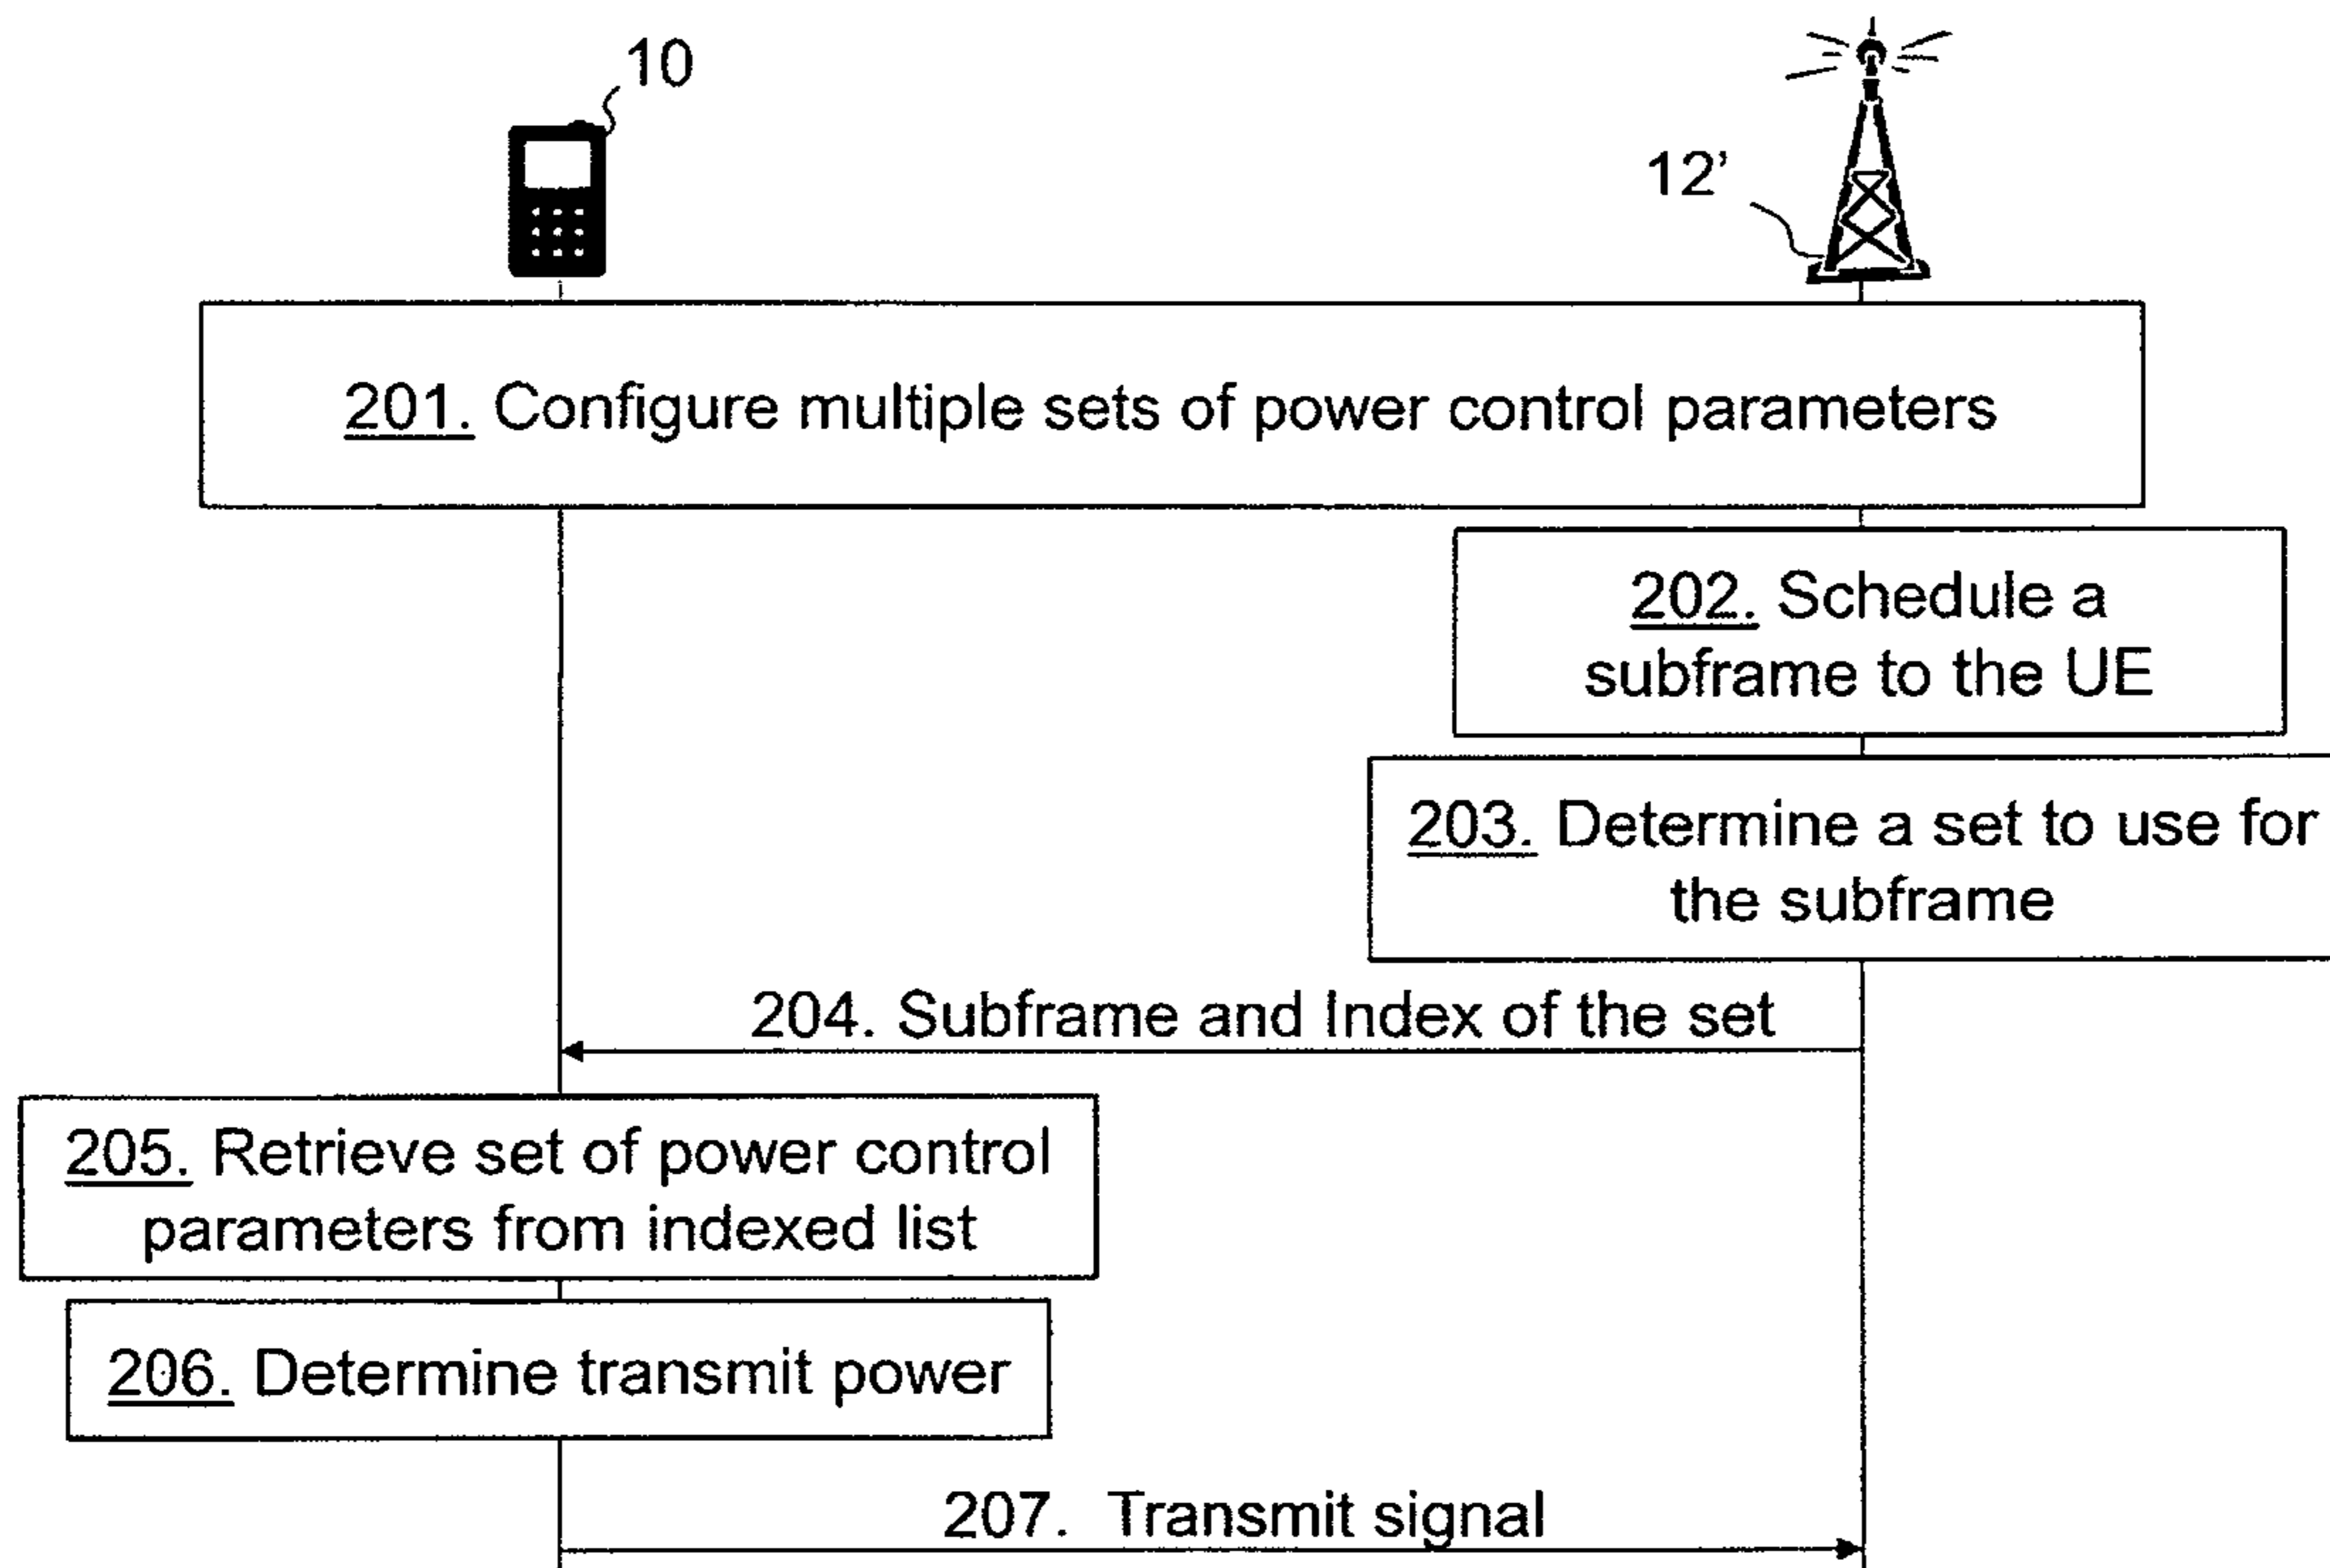 10
12'
201. Configure multiple sets of power control parameters
202. Schedule a
subframe to the UE
203. Determine a set to use for
the subframe
204. Subframe and Index of the set
205. Retrieve set of power control
parameters from indexed list
206. Determine transmit power
207. Transmit signal